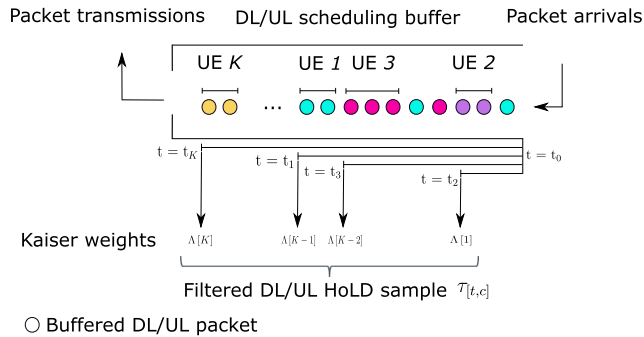 Packet transmissions DL/UL scheduling buffer Packet arrivals
UE K UE 1 UE 3 UE 2
...
t = t_K t = t_1 t = t_3 t = t_2 t = t_0
Kaiser weights Λ[K] Λ[K−1] Λ[K−2] Λ[1]
Filtered DL/UL HoLD sample τ_[t,c]
Buffered DL/UL packet